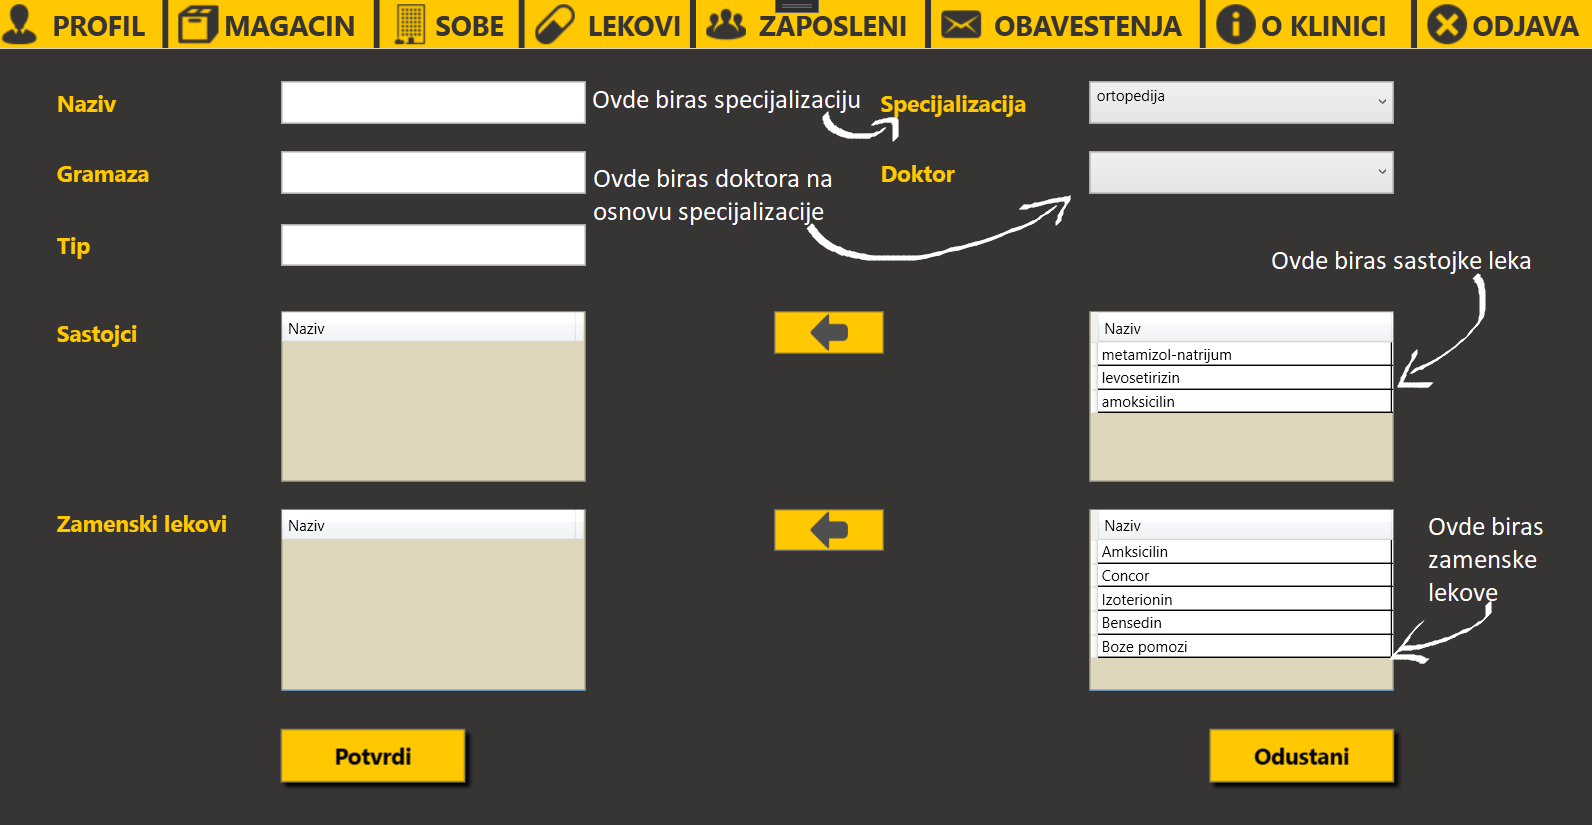 PROFIL
MAGACIN
SOBE
LEKOVI
ZAPOSLENI
OBAVESTENJA
O KLINICI
ODJAVA
Naziv
Ovde biras specijalizaciju
Specijalizacija
ortopedija
Gramaza
Ovde biras doktora na
osnovu specijalizacije
Doktor
Tip
Ovde biras sastojke leka
Sastojci
Naziv
Naziv
metamizol-natrijum
levosetirizin
amoksicilin
Zamenski lekovi
Naziv
Naziv
Amksicilin
Concor
Izoterionin
Bensedin
Boze pomozi
Ovde biras
zamenske
lekove
Potvrdi
Odustani